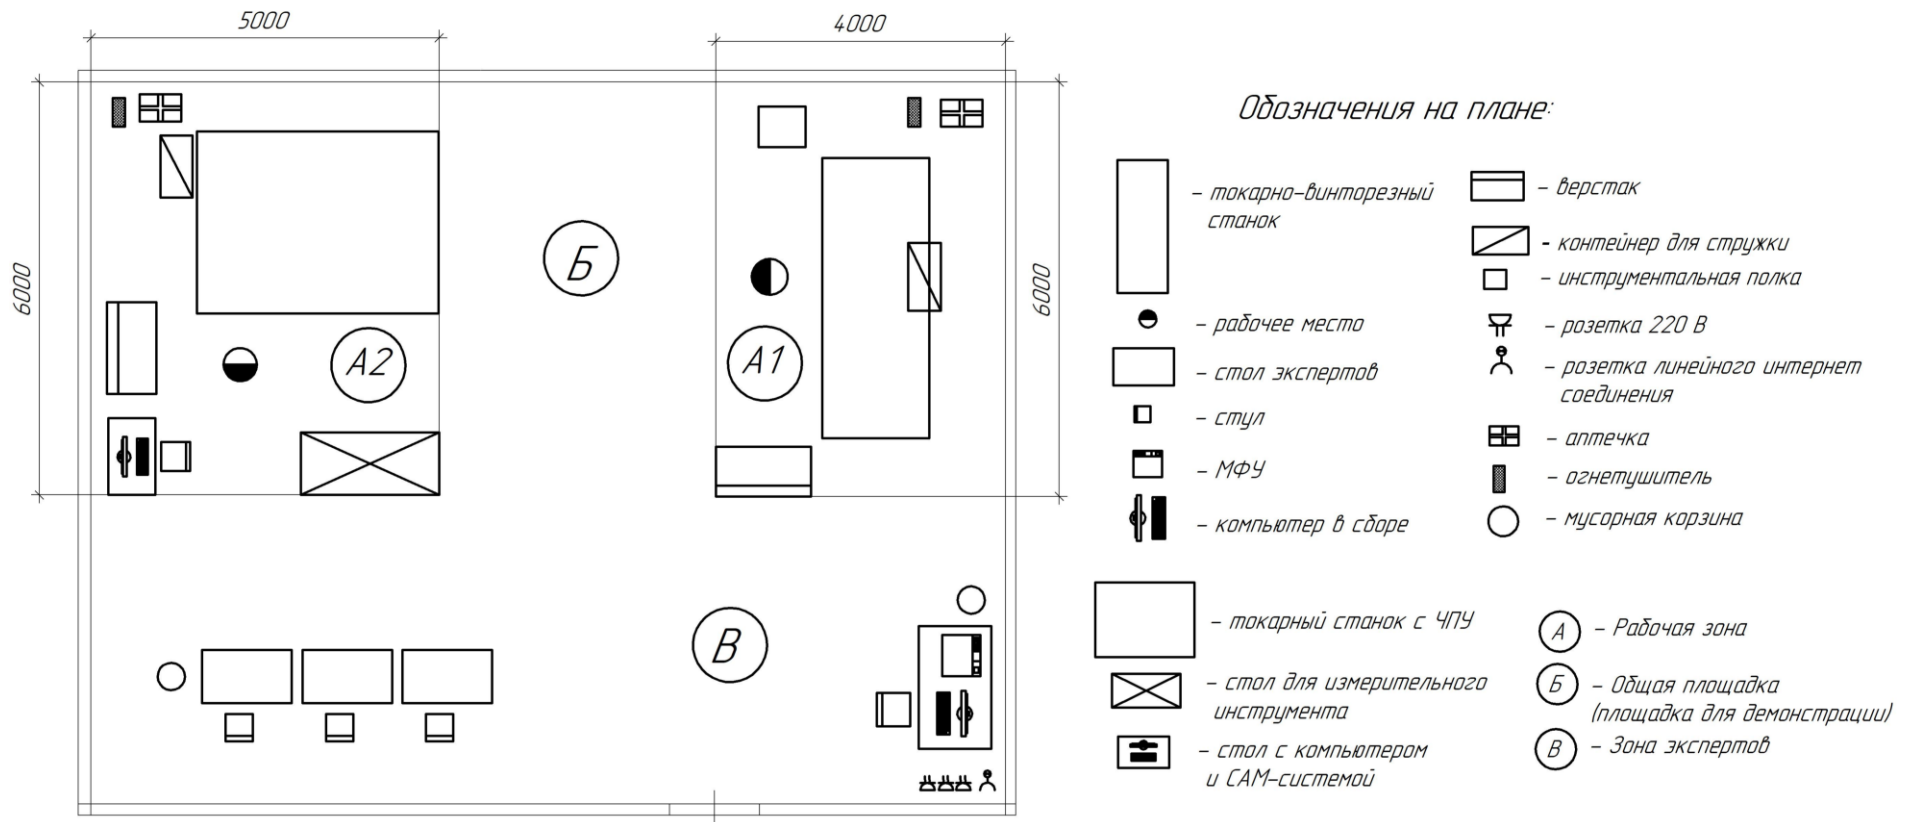 5000
4000
6000
6000
Б
А2
А1
В
Обозначения на плане:
– токарно-винторезный
станок
– рабочее место
– стол экспертов
– стул
– МФУ
– компьютер в сборе
– токарный станок с ЧПУ
– стол для измерительного
инструмента
– стол с компьютером
и САМ-системой
– верстак
- контейнер для стружки
– инструментальная полка
– розетка 220 В
– розетка линейного интернет
соединения
– аптечка
– огнетушитель
– мусорная корзина
А – Рабочая зона
Б – Общая площадка
(площадка для демонстрации)
В – Зона экспертов